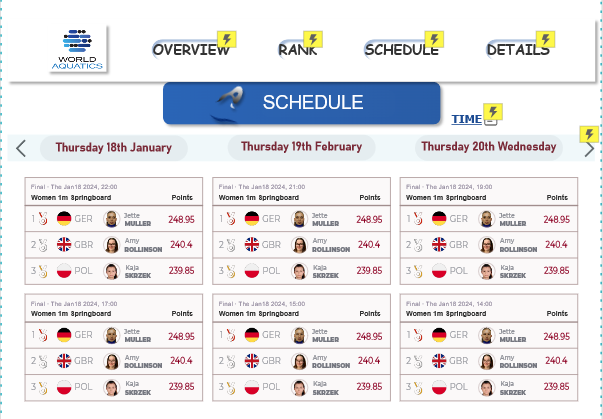 WORLD
AQUATICS
OVERVIEW
RANK
SCHEDULE
DETAILS
SCHEDULE
TIME
Thursday 18th January
Thursday 19th February
Thursday 20th Wednesday
Final - The Jan18 2024, 22:00
Women 1m Springboard Points
1 GER Jette MULLER 248.95
2 GBR Amy ROLLINSON 240.4
3 POL Kaja SKRZEK 239.85
Final - The Jan18 2024, 21:00
Women 1m Springboard Points
1 GER Jette MULLER 248.95
2 GBR Amy ROLLINSON 240.4
3 POL Kaja SKRZEK 239.85
Final - The Jan18 2024, 19:00
Women 1m Springboard Points
1 GER Jette MULLER 248.95
2 GBR Amy ROLLINSON 240.4
3 POL Kaja SKRZEK 239.85
Final - The Jan18 2024, 17:00
Women 1m Springboard Points
1 GER Jette MULLER 248.95
2 GBR Amy ROLLINSON 240.4
3 POL Kaja SKRZEK 239.85
Final - The Jan18 2024, 15:00
Women 1m Springboard Points
1 GER Jette MULLER 248.95
2 GBR Amy ROLLINSON 240.4
3 POL Kaja SKRZEK 239.85
Final - The Jan18 2024, 14:00
Women 1m Springboard Points
1 GER Jette MULLER 248.95
2 GBR Amy ROLLINSON 240.4
3 POL Kaja SKRZEK 239.85